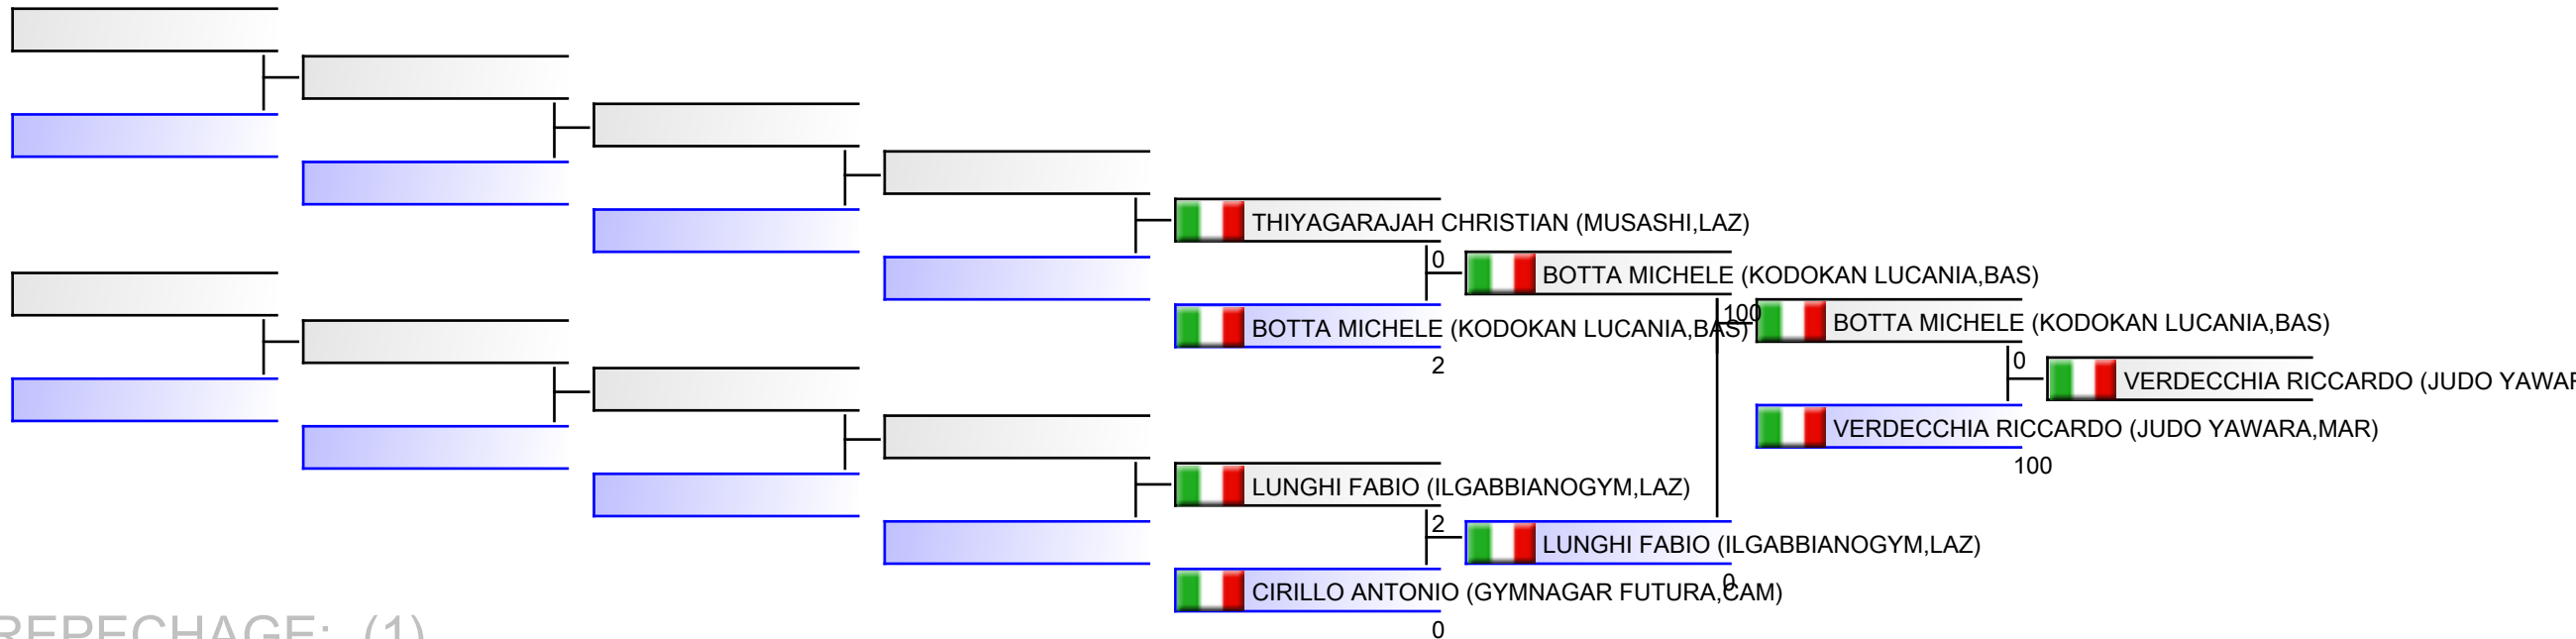 THIYAGARAJAH CHRISTIAN (MUSASHI,LAZ)
0
BOTTA MICHELE (KODOKAN LUCANIA,BAS)
BOTTA MICHELE (KODOKAN LUCANIA,BAS)
2
100
BOTTA MICHELE (KODOKAN LUCANIA,BAS)
0
VERDECCHIA RICCARDO (JUDO YAWAR
VERDECCHIA RICCARDO (JUDO YAWARA,MAR)
100
LUNGHI FABIO (ILGABBIANOGYM,LAZ)
2
LUNGHI FABIO (ILGABBIANOGYM,LAZ)
0
CIRILLO ANTONIO (GYMNAGAR FUTURA,CAM)
0
REPECHAGE: (1)